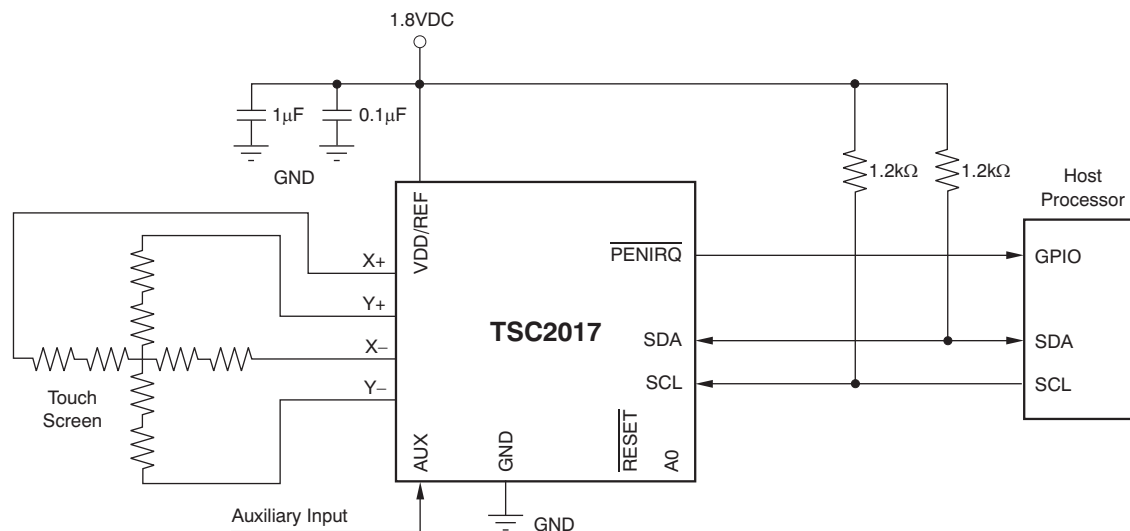 1.8VDC
1μF
0.1μF
GND
1.2kΩ
1.2kΩ
Host
Processor
VDD/REF
PENIRQ
GPIO
X+
Y+
TSC2017
X−
SDA
SDA
Y−
SCL
SCL
Touch
Screen
AUX
GND
RESET
A0
Auxiliary Input
GND